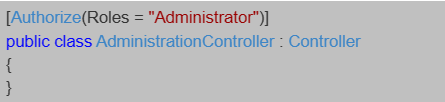 [Authorize(Roles = "Administrator")]
public class AdministrationController : Controller
{
}